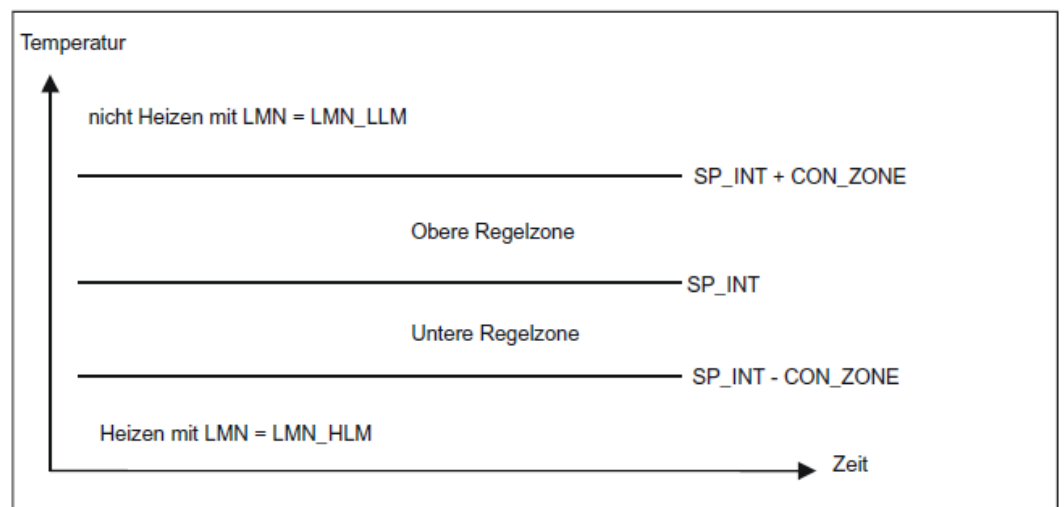 Temperatur
nicht Heizen mit LMN = LMN_LLM
SP_INT + CON_ZONE
Obere Regelzone
SP_INT
Untere Regelzone
SP_INT - CON_ZONE
Heizen mit LMN = LMN_HLM
Zeit